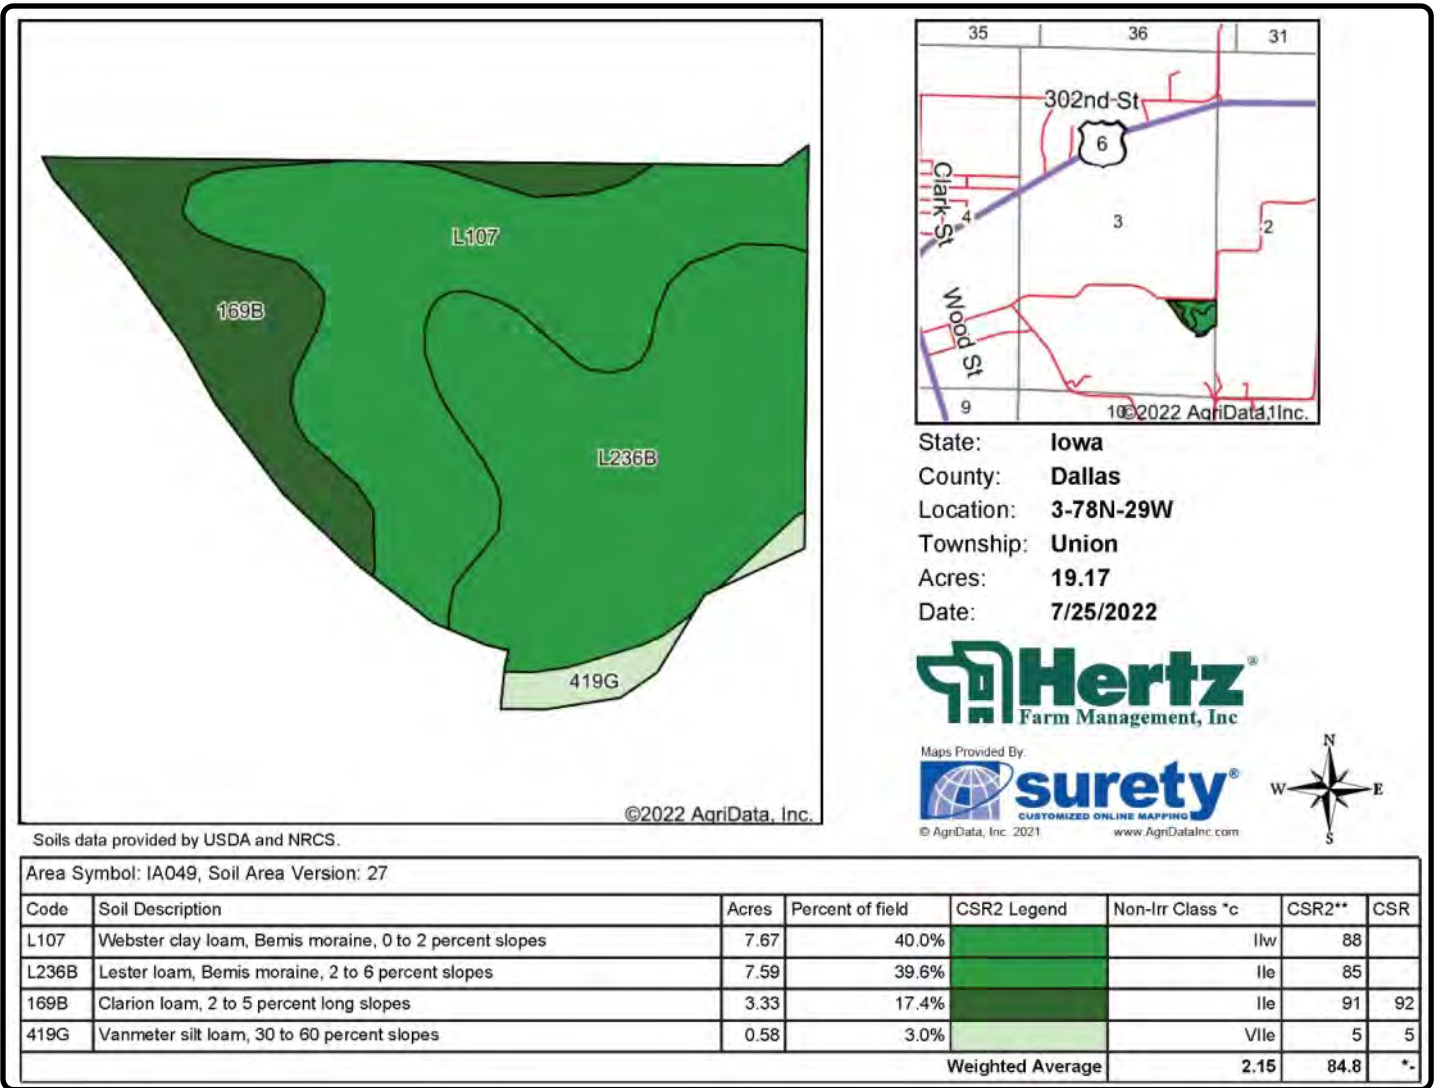 L107
169B
L236B
419G
©2022 AgriData, Inc.
35
36
31
302nd St
6
Clark St
4
3
2
Wood St
9
10
11
©2022 AgriData, Inc.
State: Iowa
County: Dallas
Location: 3-78N-29W
Township: Union
Acres: 19.17
Date: 7/25/2022
Hertz®
Farm Management, Inc
Maps Provided By:
surety®
CUSTOMIZED ONLINE MAPPING
© AgriData, Inc. 2021 www.AgriDataInc.com
N
W E
S
Soils data provided by USDA and NRCS.
Area Symbol: IA049, Soil Area Version: 27
Code Soil Description Acres Percent of field CSR2 Legend Non-Irr Class *c CSR2** CSR
L107 Webster clay loam, Bemis moraine, 0 to 2 percent slopes 7.67 40.0% IIw 88
L236B Lester loam, Bemis moraine, 2 to 6 percent slopes 7.59 39.6% IIe 85
169B Clarion loam, 2 to 5 percent long slopes 3.33 17.4% IIe 91 92
419G Vanmeter silt loam, 30 to 60 percent slopes 0.58 3.0% VIIe 5 5
Weighted Average 2.15 84.8 *-